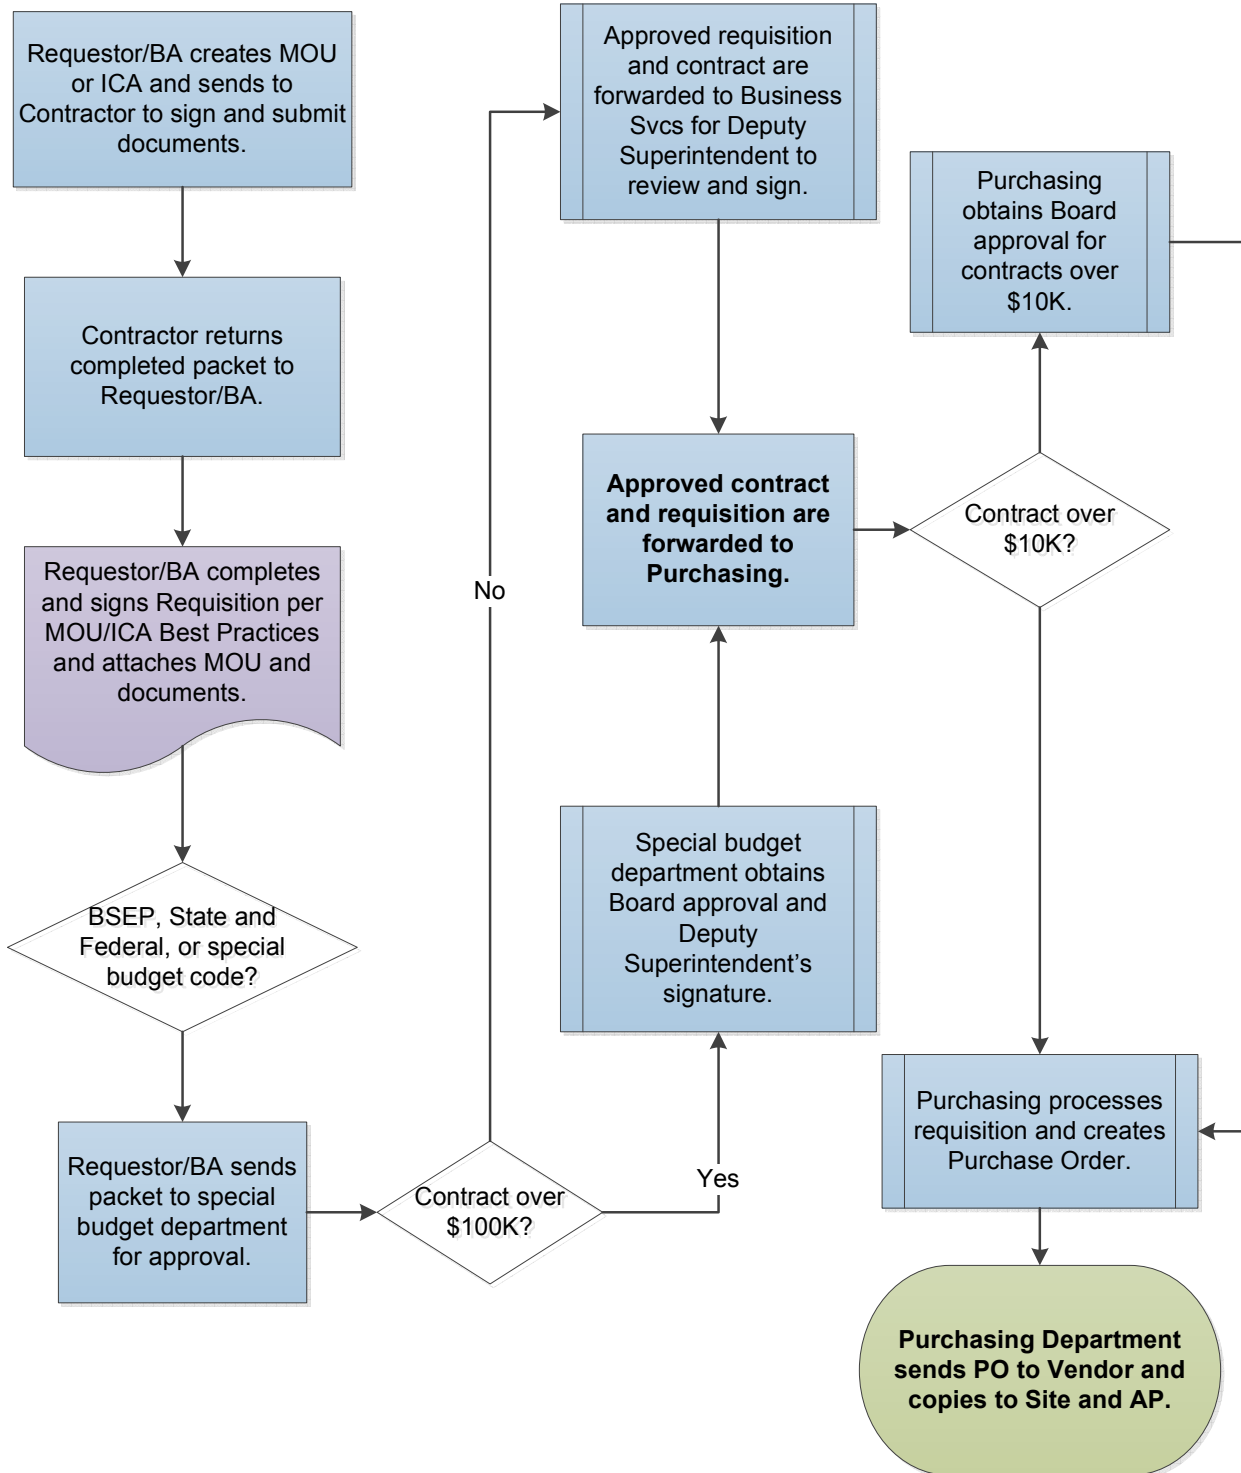 Requestor/BA creates MOU
or ICA and sends to
Contractor to sign and submit
documents.
Contractor returns
completed packet to
Requestor/BA.
Requestor/BA completes
and signs Requisition per
MOU/ICA Best Practices
and attaches MOU and
documents.
BSEP, State and
Federal, or special
budget code?
Requestor/BA sends
packet to special
budget department
for approval.
Contract over
$100K?
No
Yes
Approved requisition
and contract are
forwarded to Business
Svcs for Deputy
Superintendent to
review and sign.
Special budget
department obtains
Board approval and
Deputy
Superintendent’s
signature.
Approved contract
and requisition are
forwarded to
Purchasing.
Contract over
$10K?
Purchasing
obtains Board
approval for
contracts over
$10K.
Purchasing processes
requisition and creates
Purchase Order.
Purchasing Department
sends PO to Vendor and
copies to Site and AP.